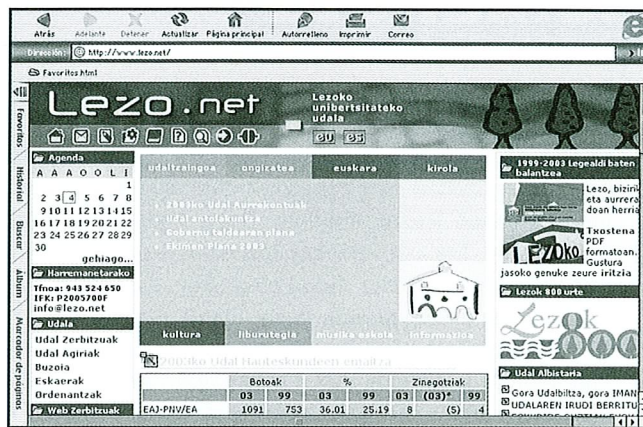 Atrás Adelante Detener Actualizar Página principal Autorrelleno Imprimir Correo
Dirección: http://www.lezo.net/
Favoritos.html
Favoritos
Historial
Buscar
Álbum
Marcador de páginas
Lezo.net
Lezoko
unibertsitateko
udala
eu es
Agenda
A A A O O L I
1
2 3 4 5 6 7 8
9 10 11 12 13 14 15
16 17 18 19 20 21 22
23 24 25 26 27 28 29
30
gehiago...
Harremanetarako
Tfnoa: 943 524 650
IFK: P2005700F
info@lezo.net
Udala
Udal Zerbitzuak
Udal Agiriak
Buzoia
Eskaerak
Ordenantzak
Web Zerbitzuak
udaltzaingoa ongizatea euskara kirola
2003ko Udal Aurrekontuak
Udal antolakuntza
Gobernu taldearen plana
Ekimen Plana 2003
kultura liburutegia musika eskola informazioa
2003ko Udal Hauteskundeen emaitza
Botoak % Zinegotziak
03 99 03 99 03 (03)* 99
EAJ-PNV/EA 1091 753 36.01 25.19 8 (5) 4
1999-2003 Legealdi baten
balantzea
Lezo, bizirik
eta aurrera
doan herria
LEZOko
Txostena
PDF
formatoan.
Gustura
jasoko genuke zeure iritzia
Lezok 800 urte
Lezok
Udal Albistaria
Gora Udalbiltza, gora IMAN
UDALAREN IRUDI BERRITU